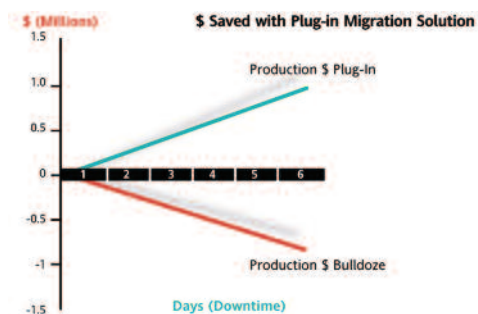 $ (Millions)
$ Saved with Plug-in Migration Solution
1.5
Production $ Plug-In
1.0
0.5
0
1 2 3 4 5 6
-0.5
-1
Production $ Bulldoze
-1.5
Days (Downtime)